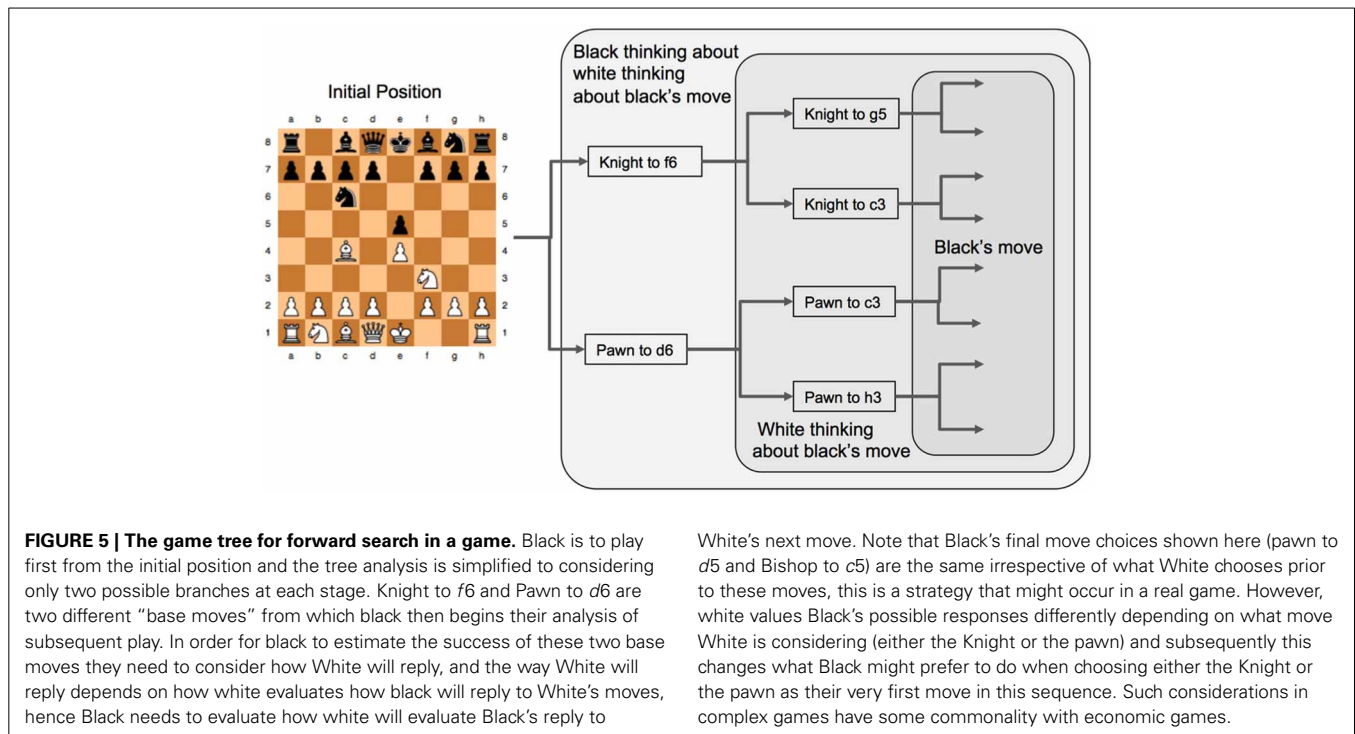 Initial Position
a b c d e f g h
8 8
7 7
6 6
5 5
4 4
3 3
2 2
1 1
a b c d e f g h
Black thinking about
white thinking
about black's move
Knight to f6
Pawn to d6
Knight to g5
Knight to c3
Pawn to c3
Pawn to h3
White thinking
about black's move
Black's move
FIGURE 5 | The game tree for forward search in a game. Black is to play
first from the initial position and the tree analysis is simplified to considering
only two possible branches at each stage. Knight to f6 and Pawn to d6 are
two different “base moves” from which black then begins their analysis of
subsequent play. In order for black to estimate the success of these two base
moves they need to consider how White will reply, and the way White will
reply depends on how white evaluates how black will reply to White's moves,
hence Black needs to evaluate how white will evaluate Black's reply to
White's next move. Note that Black's final move choices shown here (pawn to
d5 and Bishop to c5) are the same irrespective of what White chooses prior
to these moves, this is a strategy that might occur in a real game. However,
white values Black's possible responses differently depending on what move
White is considering (either the Knight or the pawn) and subsequently this
changes what Black might prefer to do when choosing either the Knight or
the pawn as their very first move in this sequence. Such considerations in
complex games have some commonality with economic games.